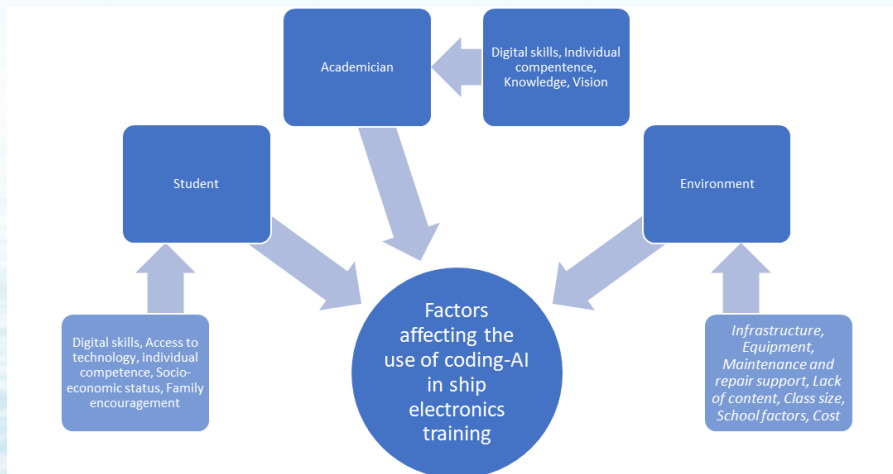 Academician
Digital skills, Individual
compentence,
Knowledge, Vision
Student
Environment
Digital skills, Access to
technology, individual
competence, Socio-
economic status, Family
encouragement
Factors
affecting the
use of coding-AI
in ship
electronics
training
Infrastructure,
Equipment,
Maintenance and
repair support, Lack
of content, Class size,
School factors, Cost